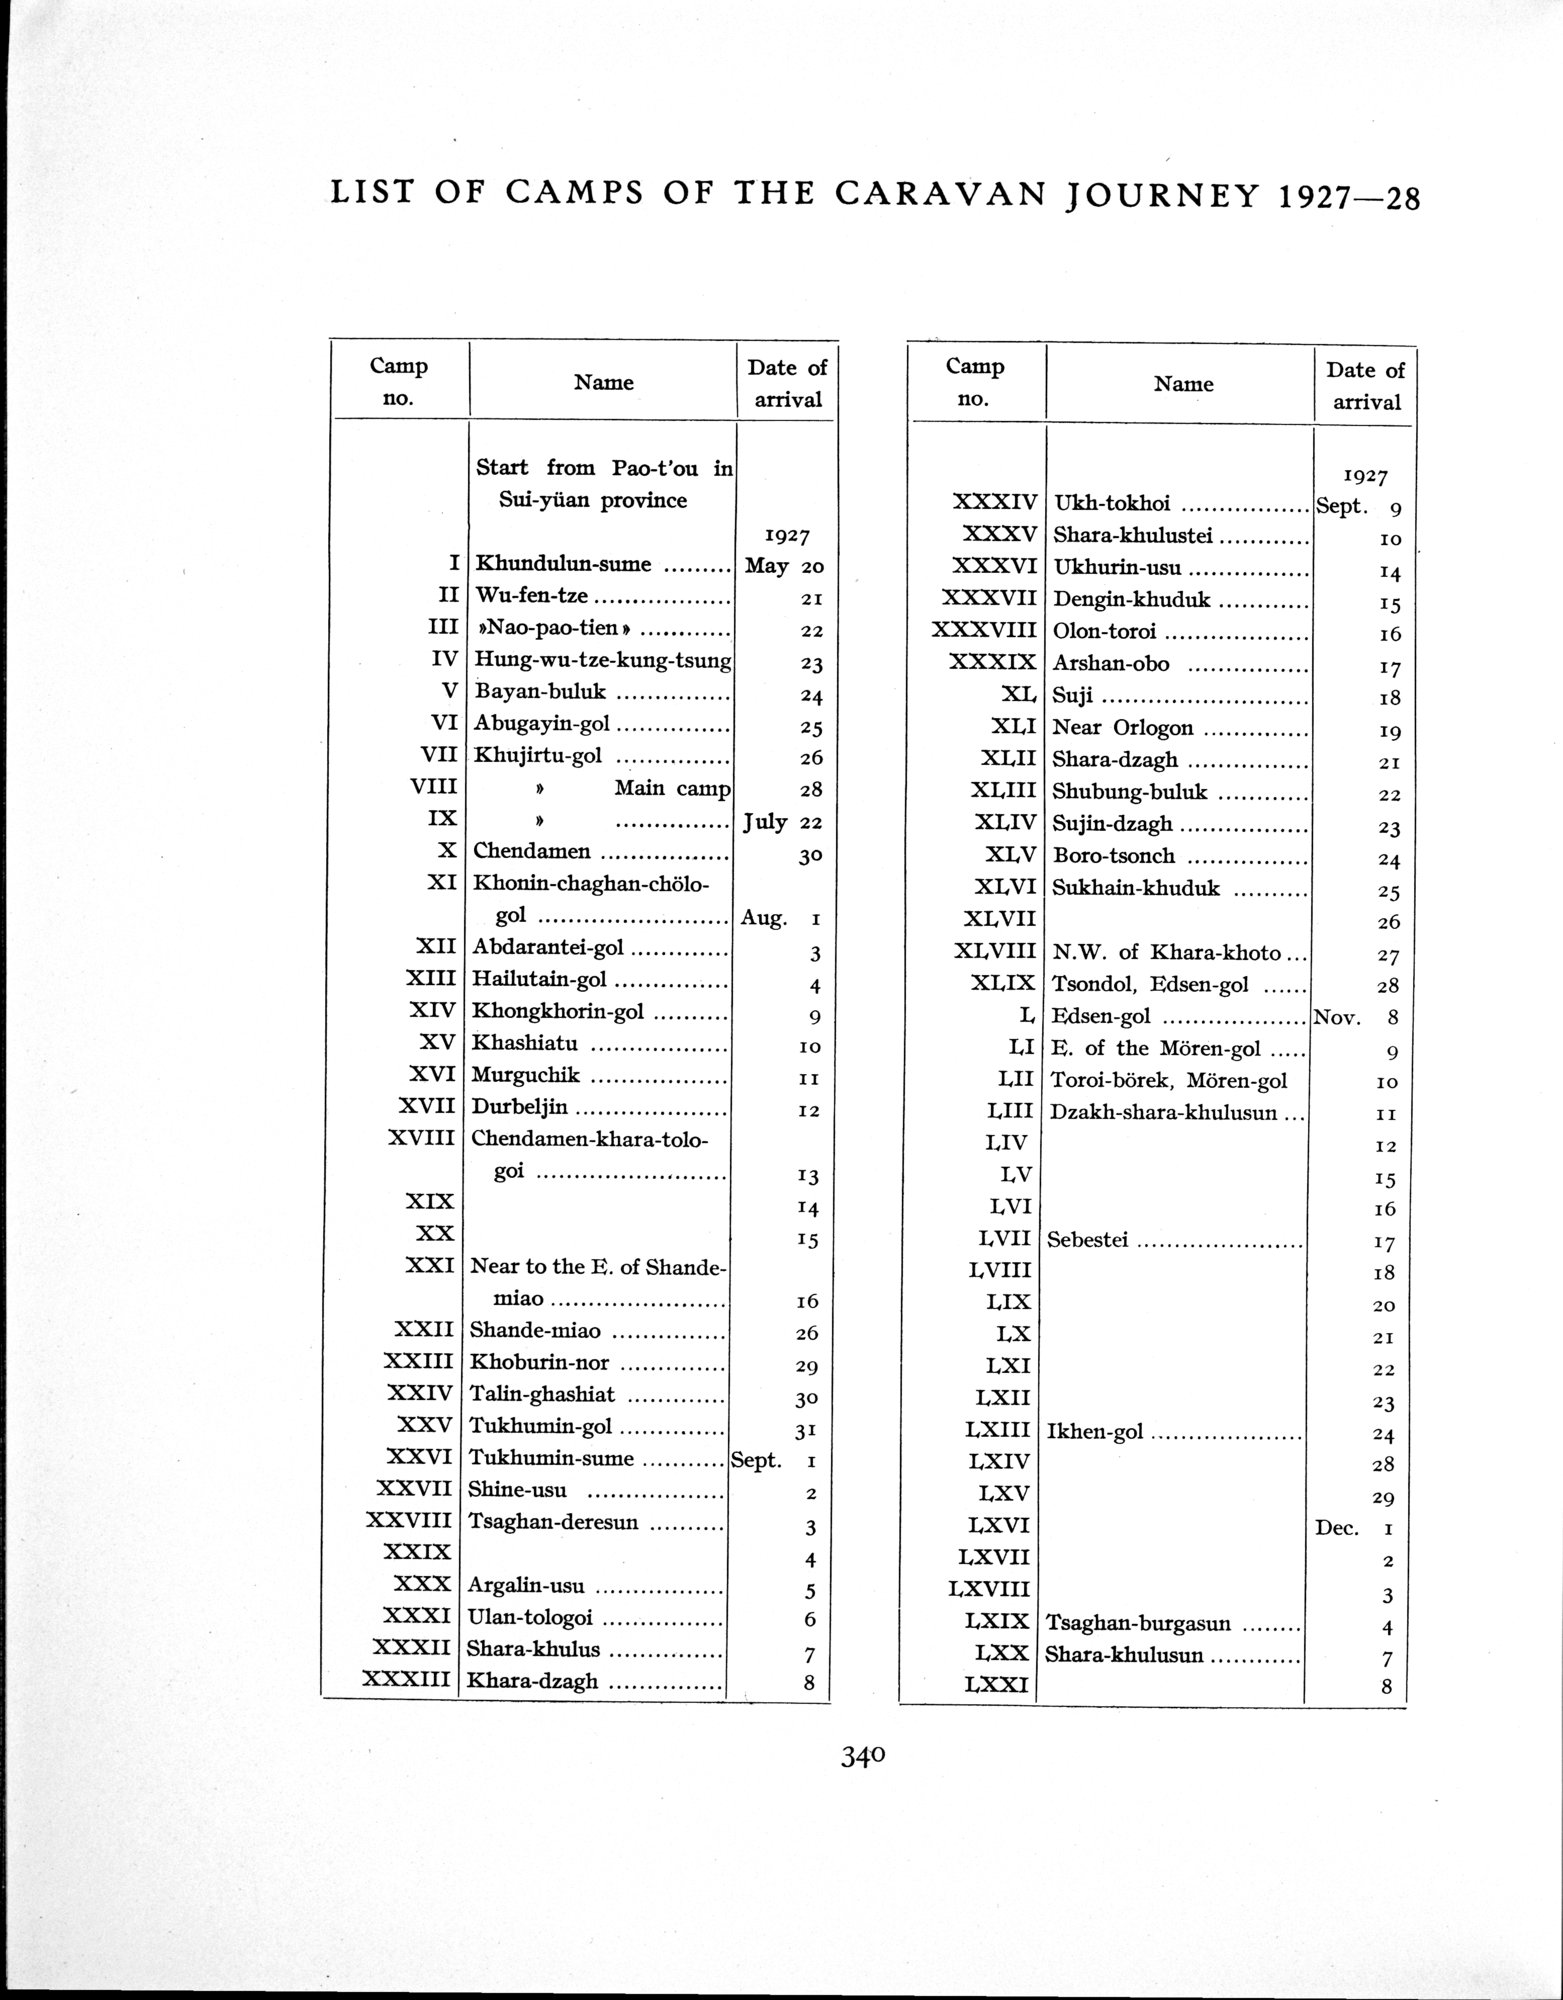 LIST OF CAMPS OF THE CARAVAN JOURNEY 1927—28
Camp no. Name Date of arrival
Start from Pao-t'ou in
Sui-yüan province
1927
I Khundulun-sume ......... May 20
II Wu-fen-tze .................. 21
III »Nao-pao-tien» ............ 22
IV Hung-wu-tze-kung-tsung 23
V Bayan-buluk ............... 24
VI Abugayin-gol ............... 25
VII Khujirtu-gol ............... 26
VIII » Main camp 28
IX » ............... July 22
X Chendamen ................. 30
XI Khonin-chaghan-chölo-
gol ......................... Aug. 1
XII Abdarantei-gol ............. 3
XIII Hailutain-gol ............... 4
XIV Khongkhorin-gol .......... 9
XV Khashiatu .................. 10
XVI Murguchik .................. 11
XVII Durbeljin .................... 12
XVIII Chendamen-khara-tolo-
goi ......................... 13
XIX 14
XX 15
XXI Near to the E. of Shande-
miao ....................... 16
XXII Shande-miao ............... 26
XXIII Khoburin-nor .............. 29
XXIV Talin-ghashiat ............. 30
XXV Tukhumin-gol .............. 31
XXVI Tukhumin-sume ........... Sept. 1
XXVII Shine-usu .................. 2
XXVIII Tsaghan-deresun .......... 3
XXIX 4
XXX Argalin-usu ................. 5
XXXI Ulan-tologoi ................ 6
XXXII Shara-khulus ............... 7
XXXIII Khara-dzagh ............... 8
Camp no. Name Date of arrival
1927
XXXIV Ukh-tokhoi ................. Sept. 9
XXXV Shara-khulustei ............ 10
XXXVI Ukhurin-usu ................ 14
XXXVII Dengin-khuduk ............ 15
XXXVIII Olon-toroi ................... 16
XXXIX Arshan-obo ................ 17
XL Suji ............................ 18
XLI Near Orlogon .............. 19
XLII Shara-dzagh ................ 21
XLIII Shubung-buluk ............ 22
XLIV Sujin-dzagh ................. 23
XLV Boro-tsonch ................ 24
XLVI Sukhain-khuduk .......... 25
XLVII 26
XLVIII N.W. of Khara-khoto ... 27
XLIX Tsondol, Edsen-gol ...... 28
L Edsen-gol ................... Nov. 8
LI E. of the Mören-gol ..... 9
LII Toroi-börek, Mören-gol 10
LIII Dzakh-shara-khulusun ... 11
LIV 12
LV 15
LVI 16
LVII Sebestei ...................... 17
LVIII 18
LIX 20
LX 21
LXI 22
LXII 23
LXIII Ikhen-gol .................... 24
LXIV 28
LXV 29
LXVI Dec. 1
LXVII 2
LXVIII 3
LXIX Tsaghan-burgasun ........ 4
LXX Shara-khulusun ............ 7
LXXI 8
340